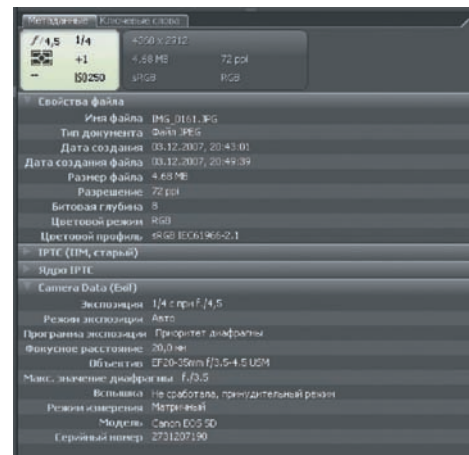 Метаданные Ключевые слова
f/4,5 1/4 4368 x 2912
+1 4,68 MB 72 ppi
-- ISO250 sRGB RGB
Свойства файла
Имя файла IMG_0161.JPG
Тип документа Файл JPEG
Дата создания 03.12.2007, 20:43:01
Дата создания файла 03.12.2007, 20:49:39
Размер файла 4.68 MB
Разрешение 72 ppi
Битовая глубина 8
Цветовой режим RGB
Цветовой профиль sRGB IEC61966-2.1
IPTC (IIM, старый)
Ядро IPTC
Camera Data (Exif)
Экспозиция 1/4 с при f/4,5
Режим экспозиции Авто
Программа экспозиции Приоритет диафрагмы
Фокусное расстояние 20,0 мм
Объектив EF20-35mm f/3.5-4.5 USM
Макс. значение диафрагмы f/3.5
Вспышка Не сработала, принудительный режим
Режим измерения Матричный
Модель Canon EOS 5D
Серийный номер 2731207190